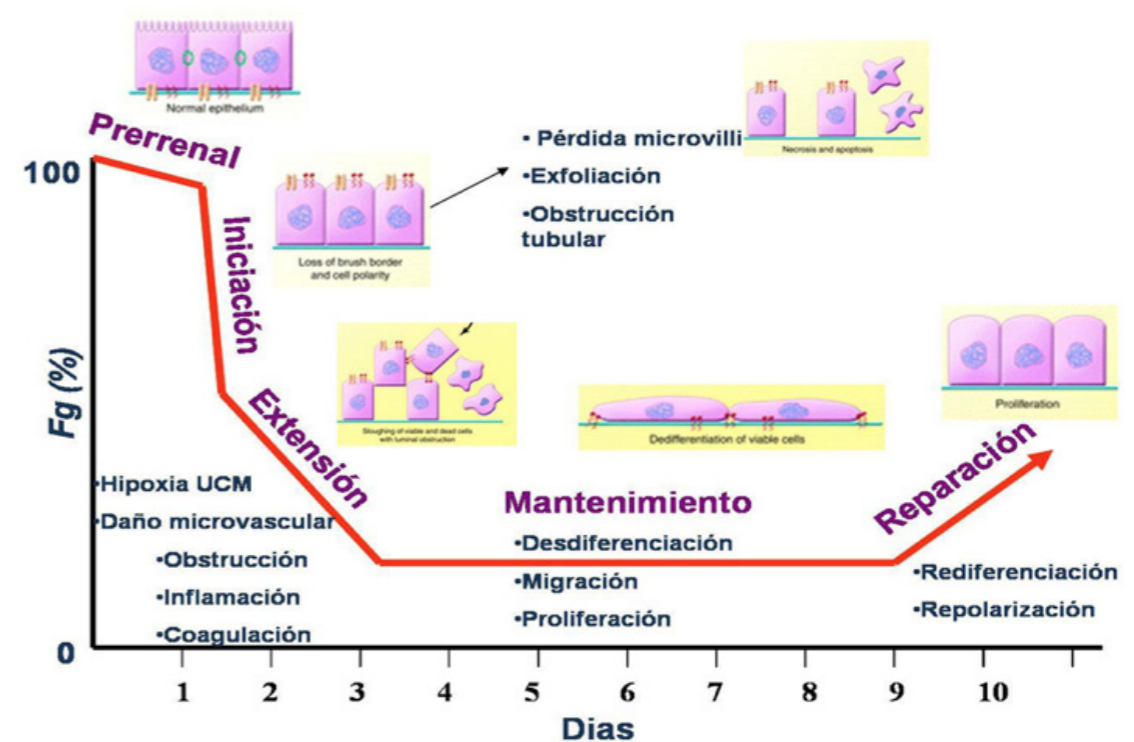 Normal epithelium
Prerrenal
100
Iniciación
Loss of brush border
and cell polarity
• Pérdida microvilli
•Exfoliación
•Obstrucción
tubular
Necrosis and apoptosis
Fg (%)
Extensión
Sloughing of viable and dead cells
with luminal obstruction
Dedifferentiation of viable cells
Proliferation
•Hipoxia UCM
•Daño microvascular
•Obstrucción
•Inflamación
•Coagulación
Mantenimiento
•Desdiferenciación
•Migración
•Proliferación
Reparación
•Rediferenciación
•Repolarización
0
1 2 3 4 5 6 7 8 9 10
Dias